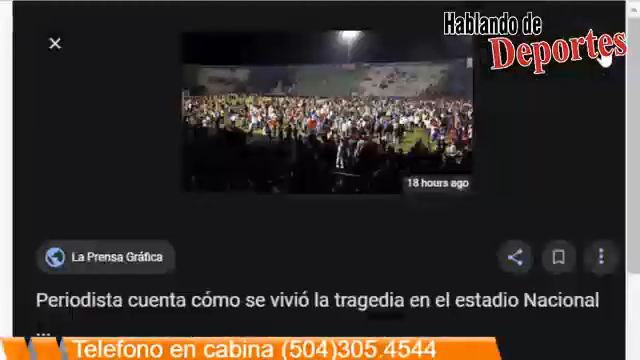 Hablando de
Deportes
18 hours ago
La Prensa Gráfica
Periodista cuenta cómo se vivió la tragedia en el estadio Nacional
...
Telefono en cabina (504)305.4544